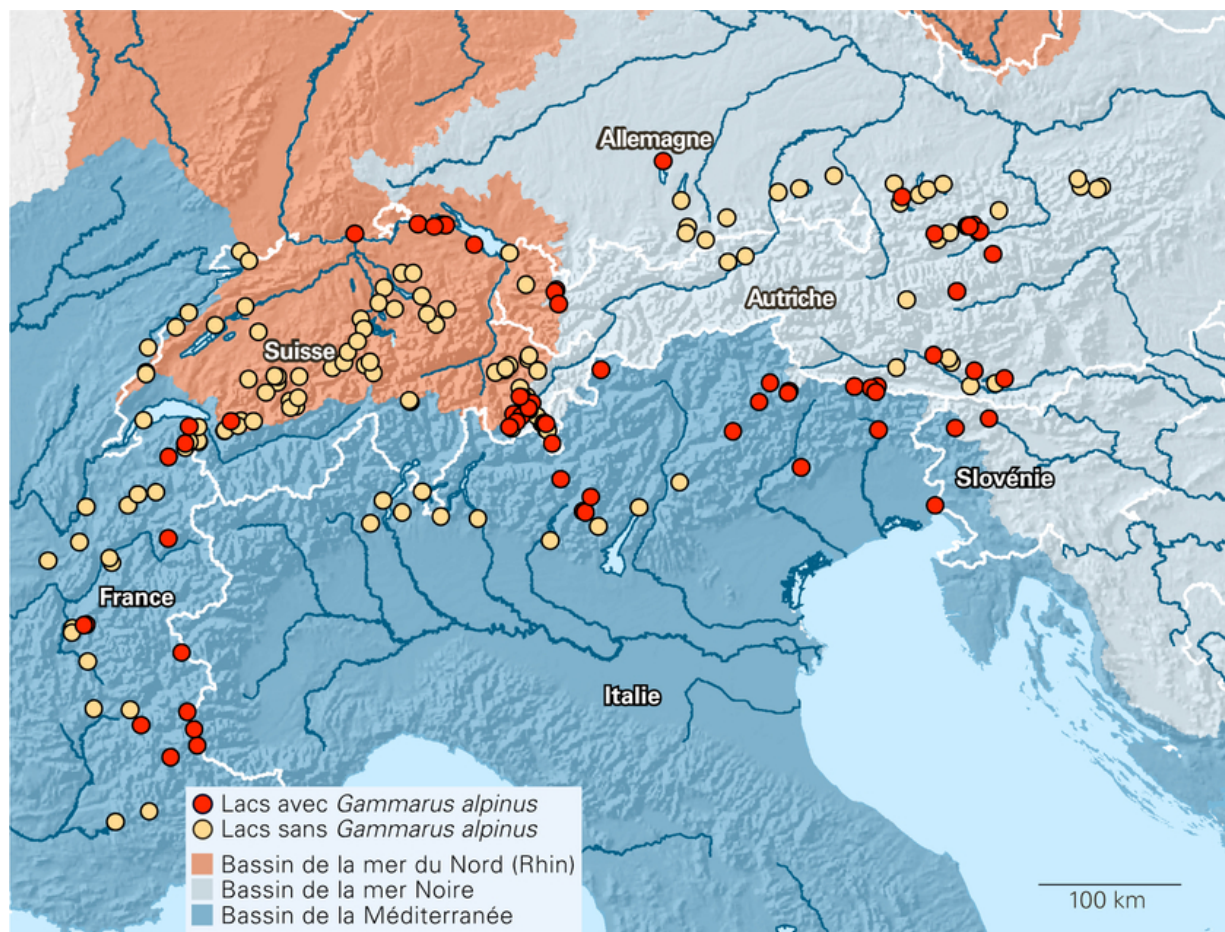 Allemagne
Autriche
Suisse
Slovénie
France
Italie
Lacs avec Gammarus alpinus
Lacs sans Gammarus alpinus
Bassin de la mer du Nord (Rhin)
Bassin de la mer Noire
Bassin de la Méditerranée
100 km